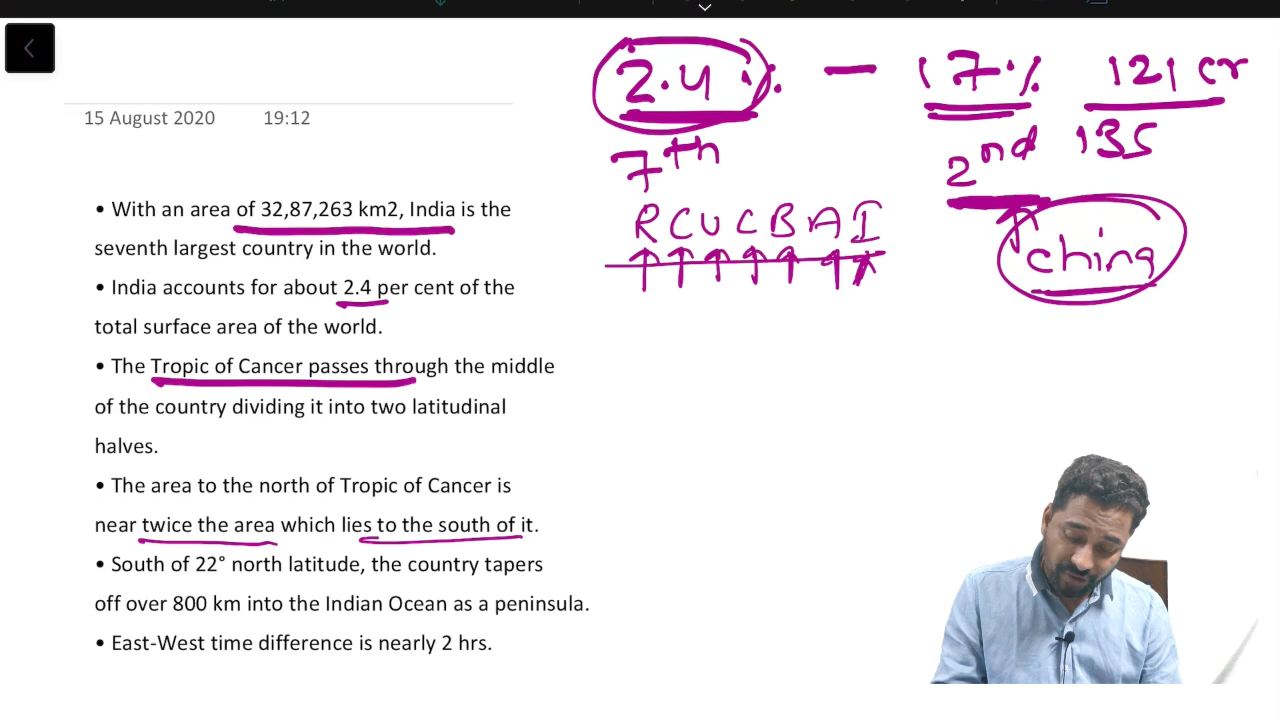 15 August 2020 19:12
• With an area of 32,87,263 km2, India is the
seventh largest country in the world.
• India accounts for about 2.4 per cent of the
total surface area of the world.
• The Tropic of Cancer passes through the middle
of the country dividing it into two latitudinal
halves.
• The area to the north of Tropic of Cancer is
near twice the area which lies to the south of it.
• South of 22° north latitude, the country tapers
off over 800 km into the Indian Ocean as a peninsula.
• East-West time difference is nearly 2 hrs.
2.4 % — 17% 121 cr
7th 2nd 135
R C U C B A I
china